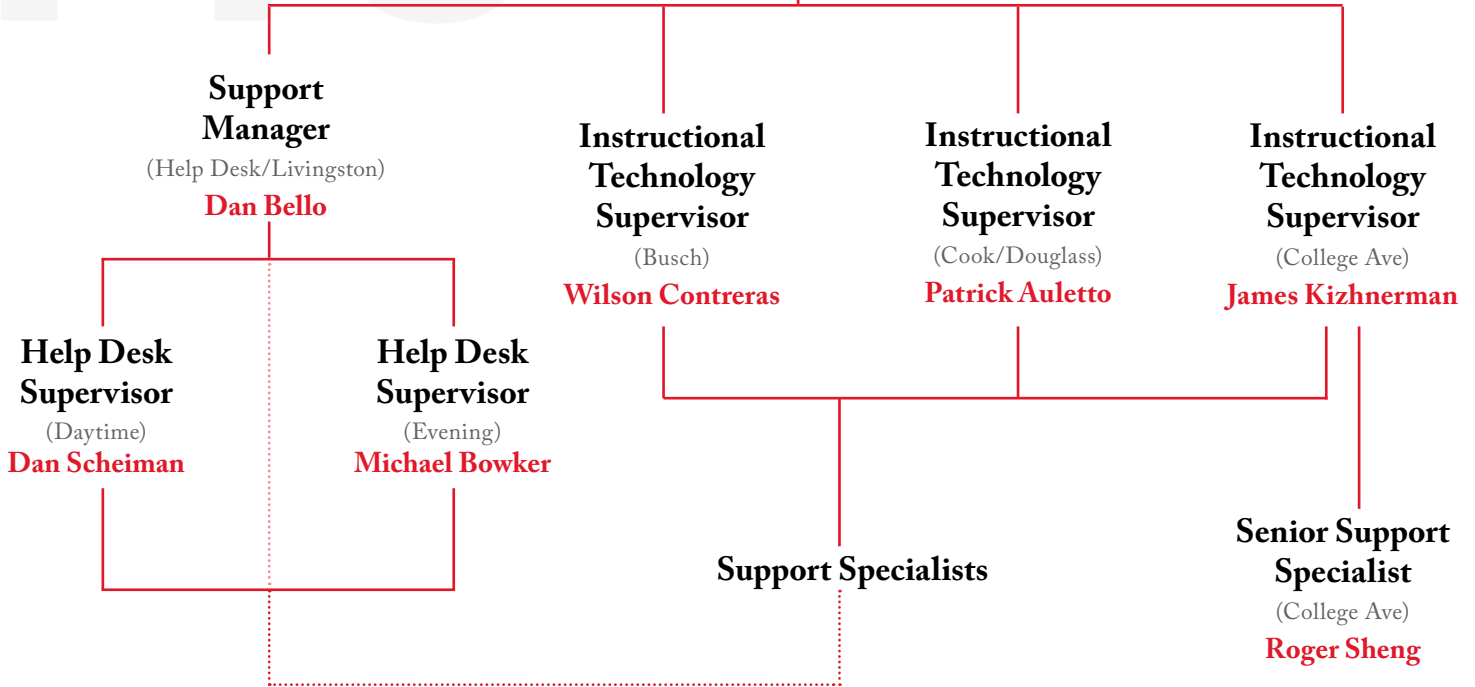 Support
Manager
(Help Desk/Livingston)
Dan Bello
Instructional
Technology
Supervisor
(Busch)
Wilson Contreras
Instructional
Technology
Supervisor
(Cook/Douglass)
Patrick Auletto
Instructional
Technology
Supervisor
(College Ave)
James Kizhnerman
Help Desk
Supervisor
(Daytime)
Dan Scheiman
Help Desk
Supervisor
(Evening)
Michael Bowker
Support Specialists
Senior Support
Specialist
(College Ave)
Roger Sheng